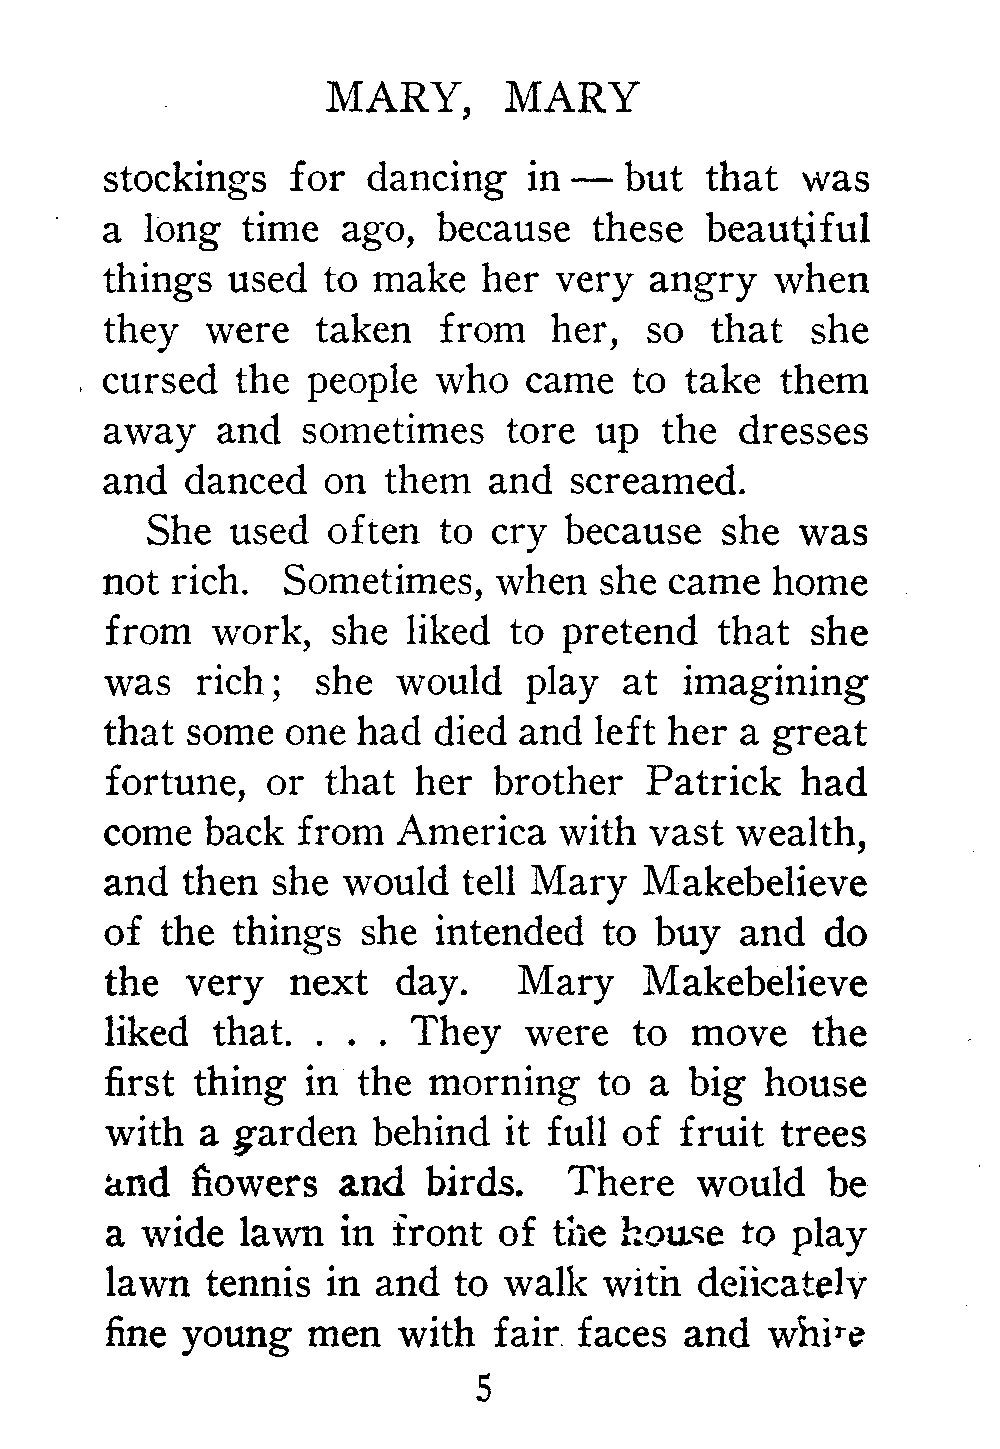 MARY, MARY
stockings for dancing in — but that was
a long time ago, because these beautiful
things used to make her very angry when
they were taken from her, so that she
cursed the people who came to take them
away and sometimes tore up the dresses
and danced on them and screamed.
She used often to cry because she was
not rich. Sometimes, when she came home
from work, she liked to pretend that she
was rich; she would play at imagining
that some one had died and left her a great
fortune, or that her brother Patrick had
come back from America with vast wealth,
and then she would tell Mary Makebelieve
of the things she intended to buy and do
the very next day. Mary Makebelieve
liked that. . . . They were to move the
first thing in the morning to a big house
with a garden behind it full of fruit trees
and flowers and birds. There would be
a wide lawn in front of the house to play
lawn tennis in and to walk with delicately
fine young men with fair faces and white
5